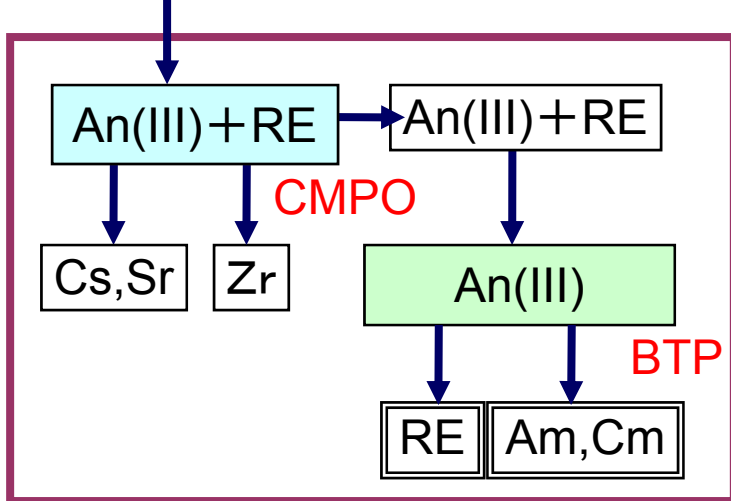 An(III)＋RE
An(III)＋RE
CMPO
Cs,Sr
Zr
An(III)
BTP
RE
Am,Cm